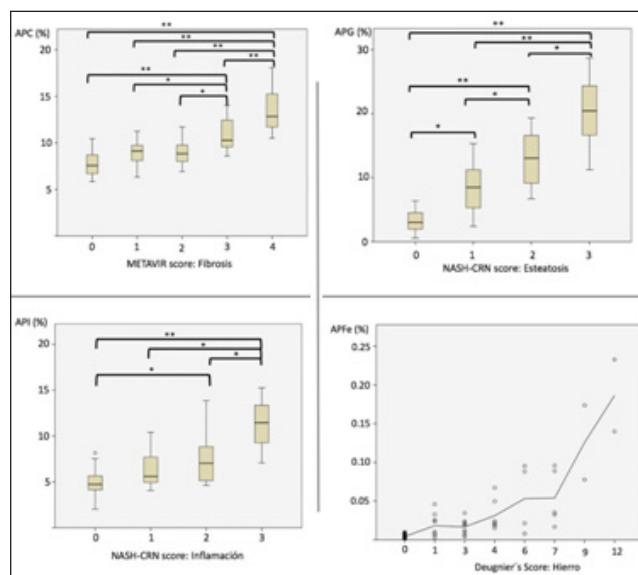 APC (%)
**
**
**
**
**
*
*
20
15
10
5
0 1 2 3 4
METAVIR score: Fibrosis
APG (%)
**
**
*
**
*
*
30
20
10
0
0 1 2 3
NASH-CRN score: Esteatosis
API (%)
**
*
*
*
20
15
10
5
0 1 2 3
NASH-CRN score: Inflamación
APFe (%)
0.25
0.20
0.15
0.10
0.05
0 1 3 4 6 7 9 12
Deugnier´s Score: Hierro